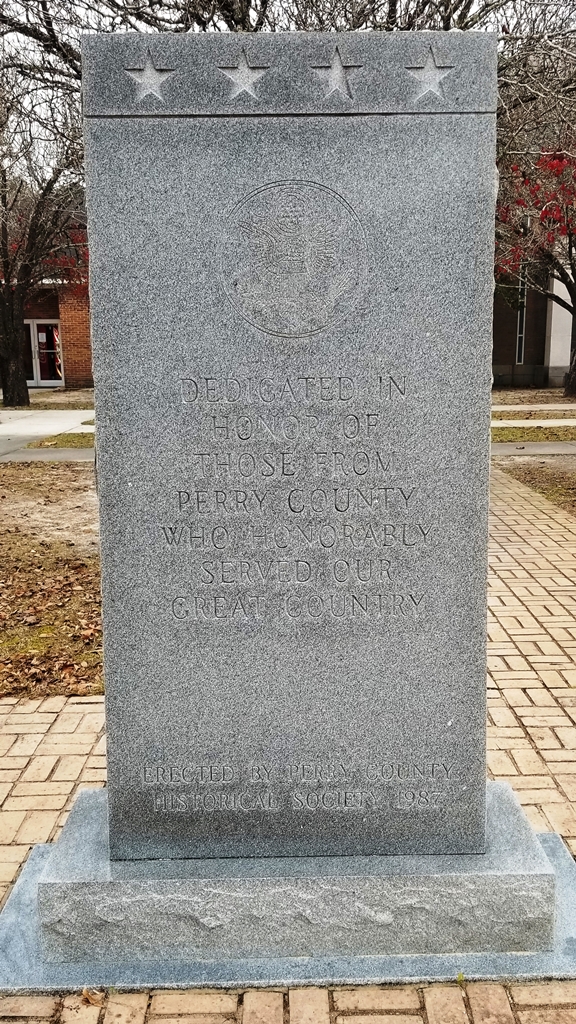 DEDICATED IN
HONOR OF
THOSE FROM
PERRY COUNTY
WHO HONORABLY
SERVED OUR
GREAT COUNTRY
ERECTED BY PERRY COUNTY
HISTORICAL SOCIETY 1987